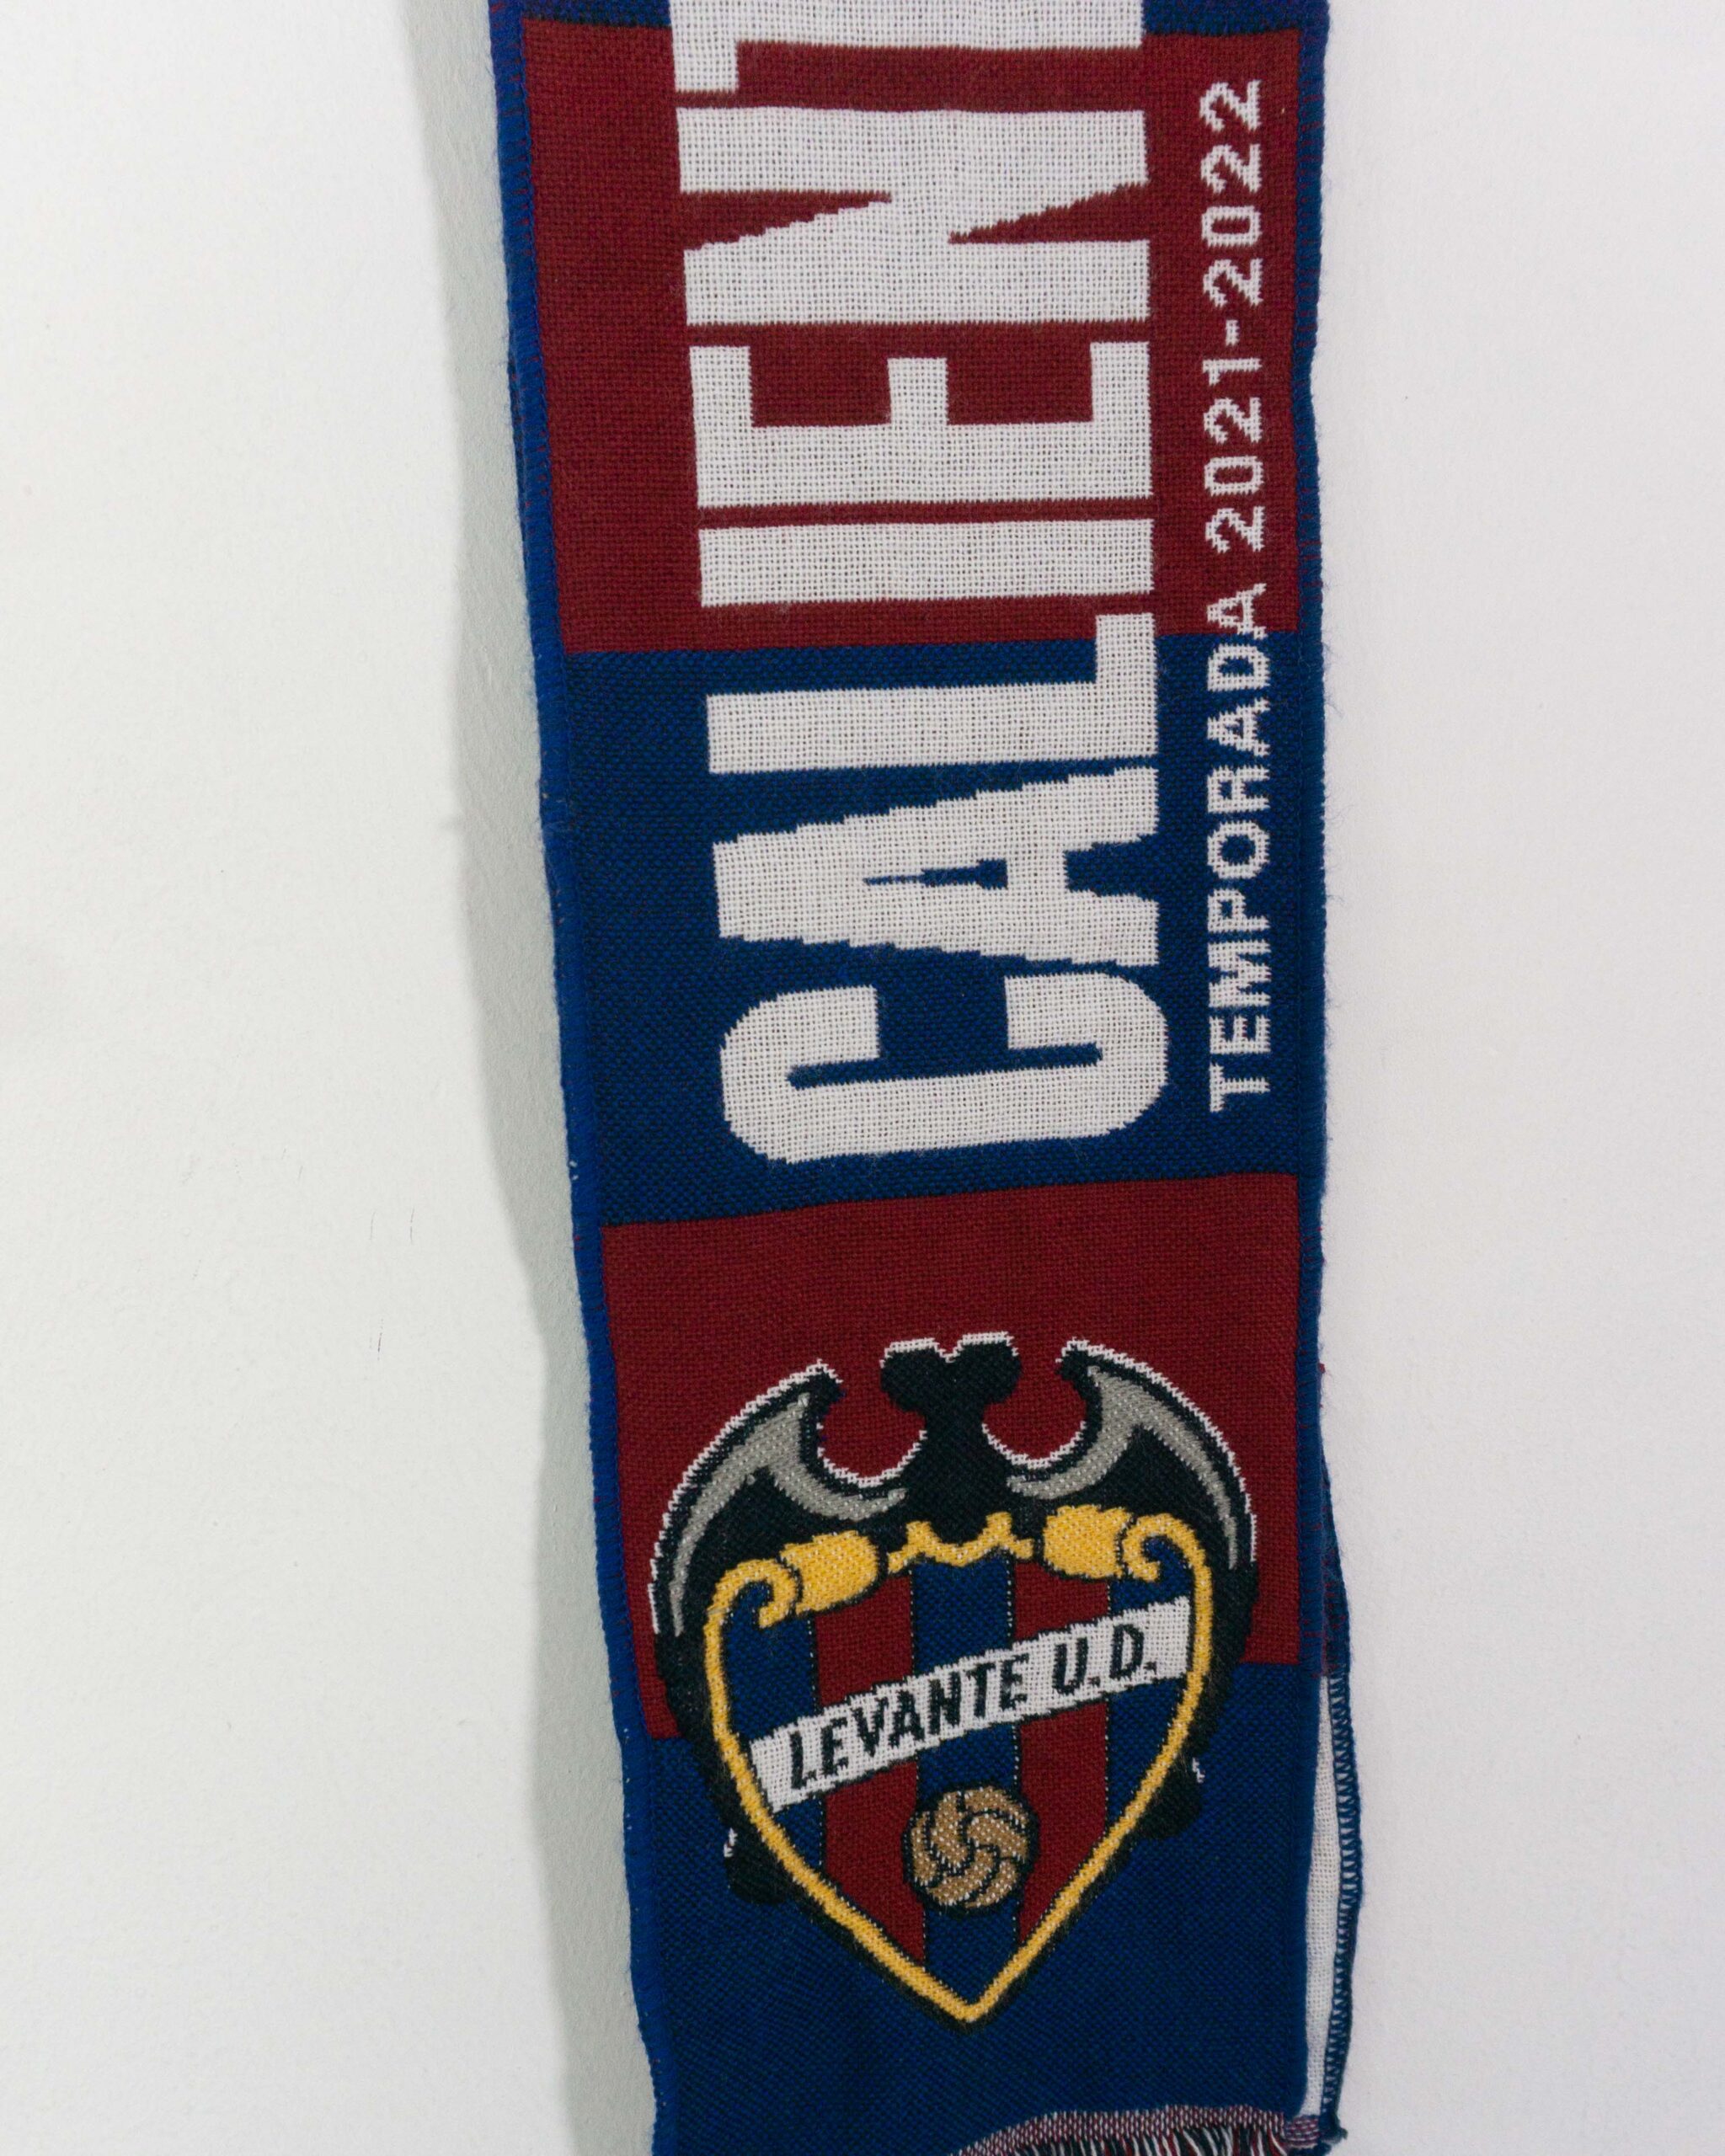 CALIENT
TEMPORADA 2021-2022
LEVANTE U.D.